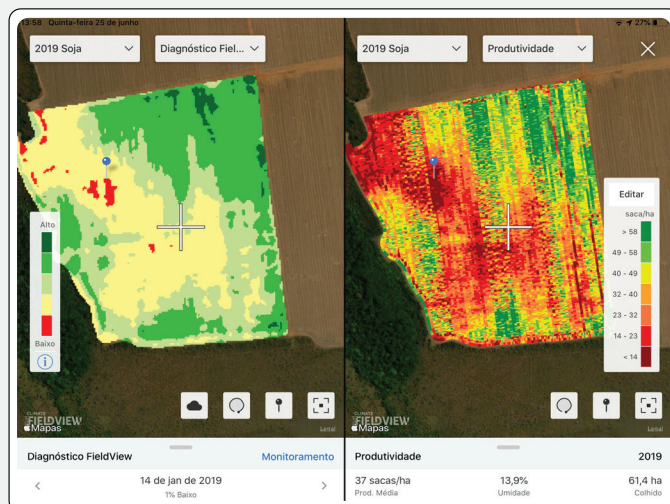 13:58 Quinta-feira 25 de junho
27%
2019 Soja
Diagnóstico Fiel...
Alto
Baixo
CLIMATE
FIELDVIEW
Mapas
Legal
Diagnóstico FieldView
Monitoramento
14 de jan de 2019
1% Baixo
2019 Soja
Produtividade
Editar
saca/ha
> 58
49 - 58
40 - 49
32 - 40
23 - 32
14 - 23
< 14
CLIMATE
FIELDVIEW
Mapas
Legal
Produtividade
2019
37 sacas/ha
13,9%
61,4 ha
Prod. Média
Umidade
Colhido